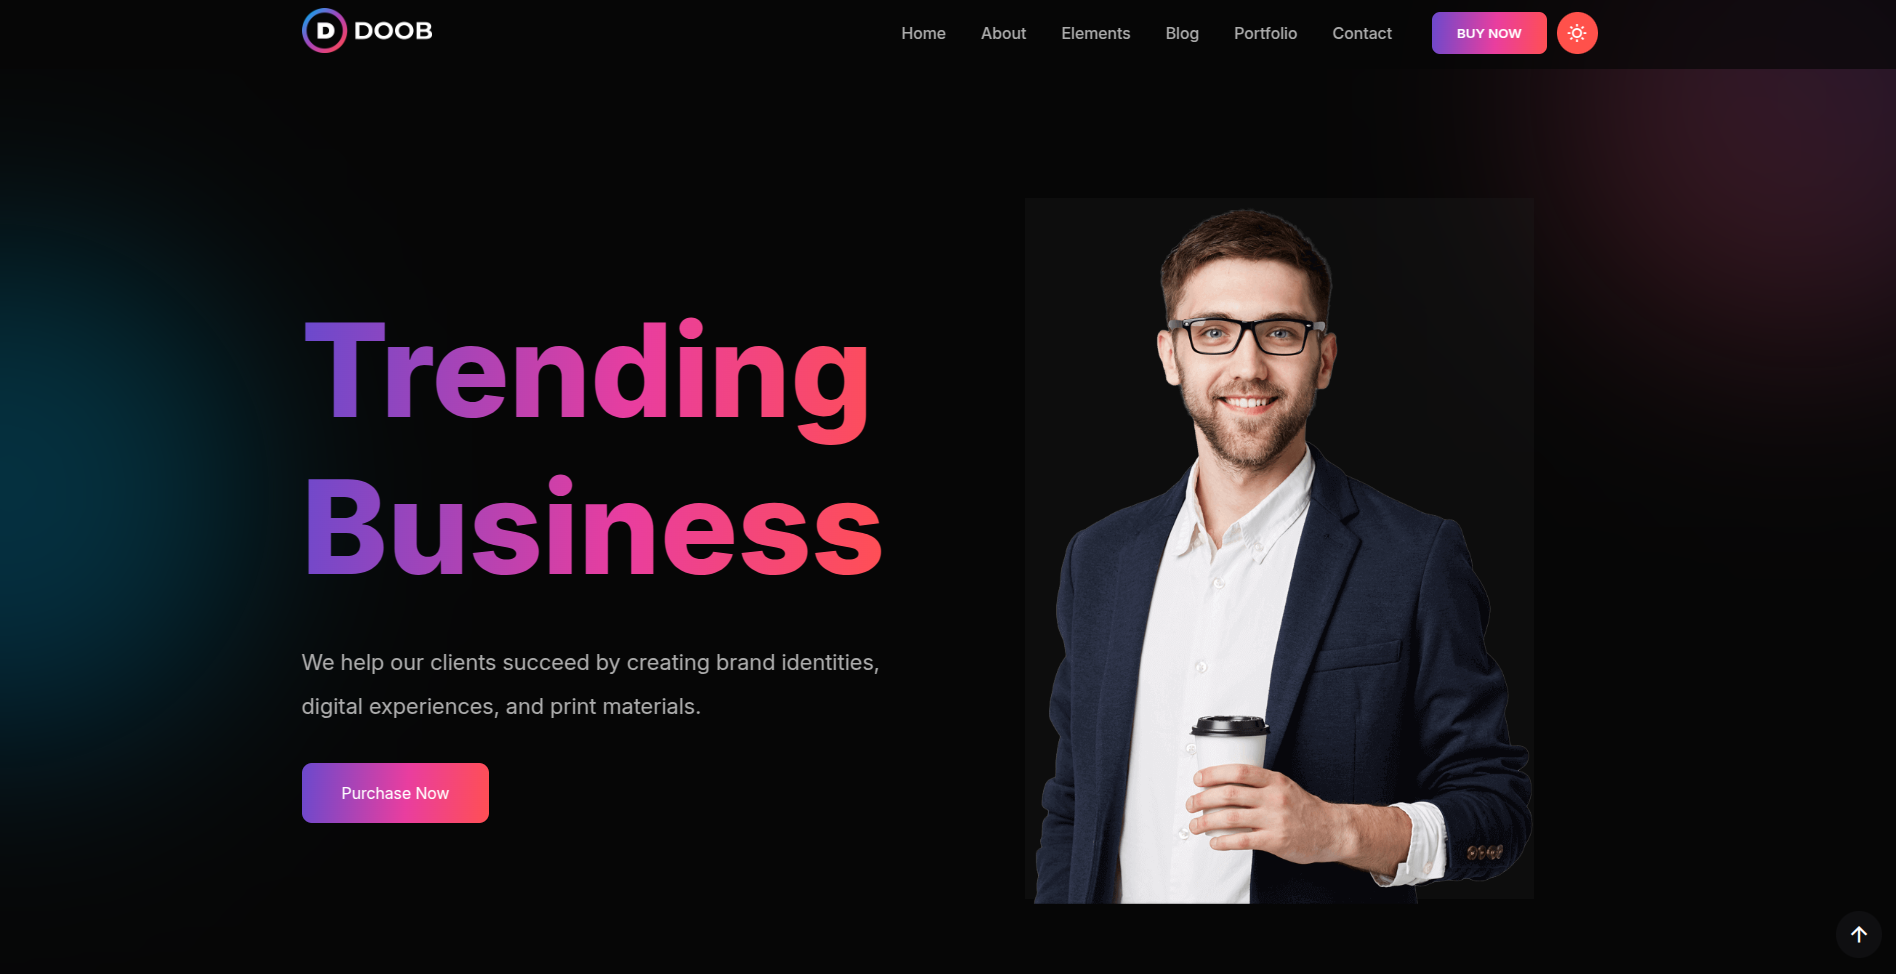 D DOOB
Home About Elements Blog Portfolio Contact BUY NOW
Trending
Business
We help our clients succeed by creating brand identities,
digital experiences, and print materials.
Purchase Now